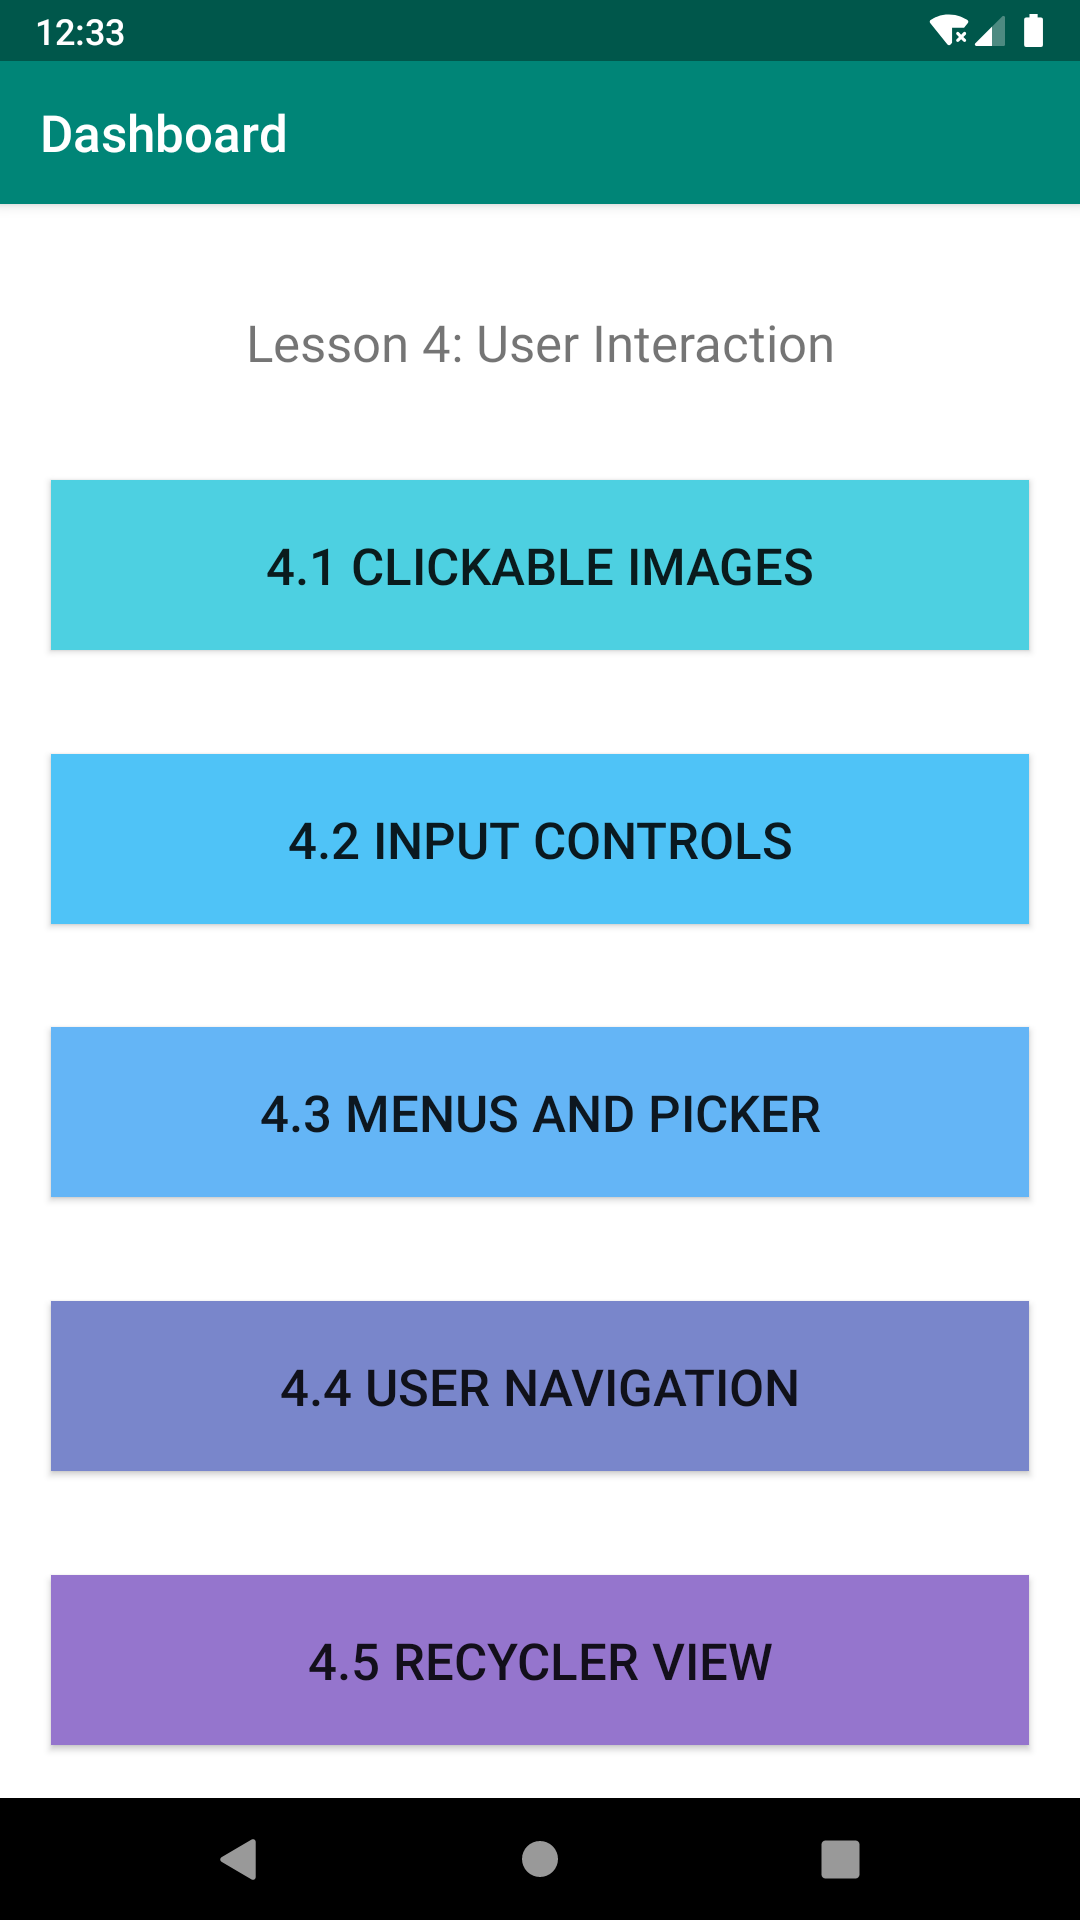 12:33
Dashboard
Lesson 4: User Interaction
4.1 CLICKABLE IMAGES
4.2 INPUT CONTROLS
4.3 MENUS AND PICKER
4.4 USER NAVIGATION
4.5 RECYCLER VIEW